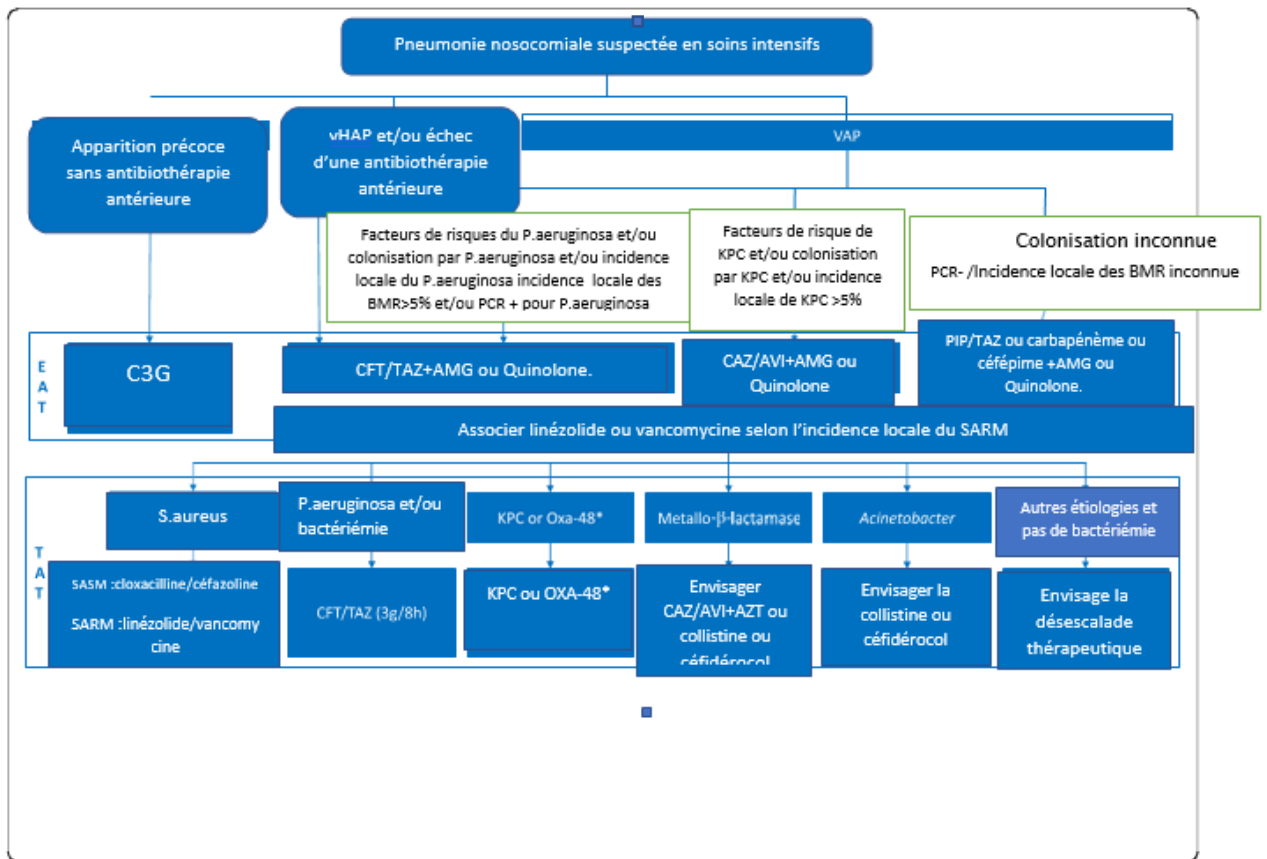 Pneumonie nosocomiale suspectée en soins intensifs
Apparition précoce
sans antibiothérapie
antérieure
vHAP et/ou échec
d'une antibiothérapie
antérieure
VAP
Facteurs de risques du P.aeruginosa et/ou
colonisation par P.aeruginosa et/ou incidence
locale du P.aeruginosa incidence locale des
BMR>5% et/ou PCR + pour P.aeruginosa
Facteurs de risque de
KPC et/ou colonisation
par KPC et/ou incidence
locale de KPC >5%
Colonisation inconnue
PCR- /Incidence locale des BMR inconnue
E
A
T
C3G
CFT/TAZ+AMG ou Quinolone.
CAZ/AVI+AMG ou
Quinolone
PIP/TAZ ou carbapénème ou
céfépime +AMG ou
Quinolone.
Associer linézolide ou vancomycine selon l'incidence locale du SARM
T
A
T
S.aureus
P.aeruginosa et/ou
bactériémie
KPC or Oxa-48*
Metallo-β-lactamase
Acinetobacter
Autres étiologies et
pas de bactériémie
SASM :cloxacilline/céfazoline
SARM :linézolide/vancomy
cine
CFT/TAZ (3g/8h)
KPC ou OXA-48*
Envisager
CAZ/AVI+AZT ou
collistine ou
céfidérocol
Envisager la
collistine ou
céfidérocol
Envisage la
désescalade
thérapeutique